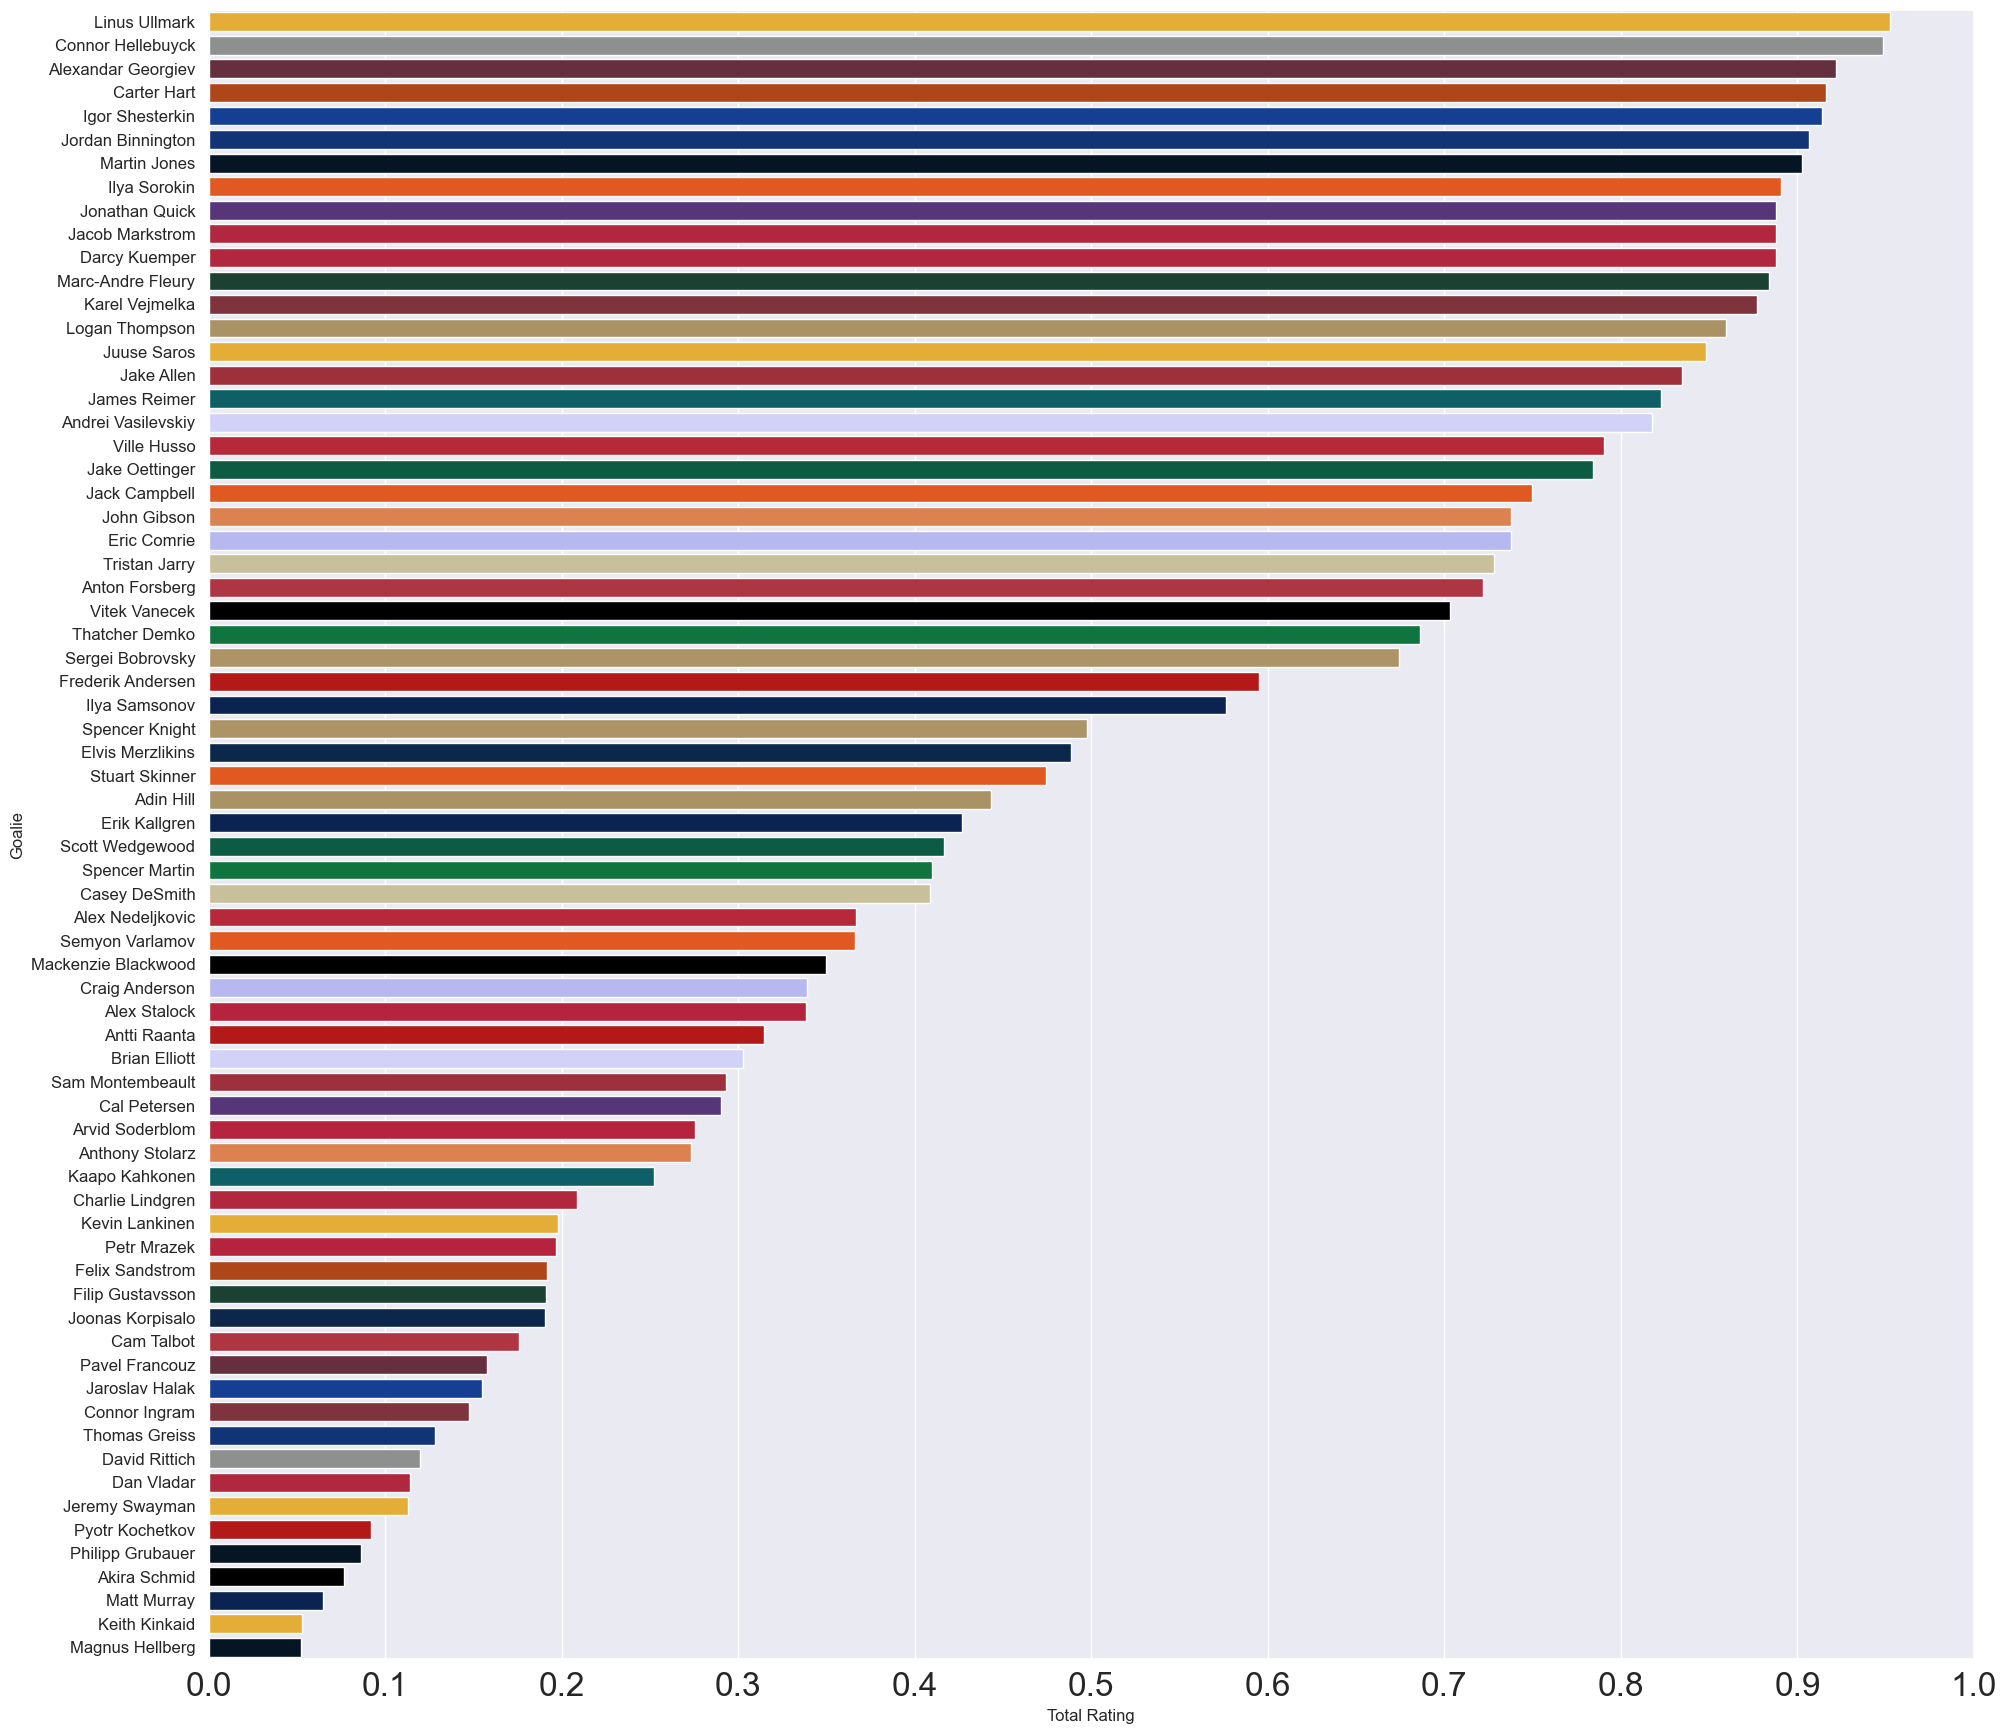 Linus Ullmark
Connor Hellebuyck
Alexandar Georgiev
Carter Hart
Igor Shesterkin
Jordan Binnington
Martin Jones
Ilya Sorokin
Jonathan Quick
Jacob Markstrom
Darcy Kuemper
Marc-Andre Fleury
Karel Vejmelka
Logan Thompson
Juuse Saros
Jake Allen
James Reimer
Andrei Vasilevskiy
Ville Husso
Jake Oettinger
Jack Campbell
John Gibson
Eric Comrie
Tristan Jarry
Anton Forsberg
Vitek Vanecek
Thatcher Demko
Sergei Bobrovsky
Frederik Andersen
Ilya Samsonov
Spencer Knight
Elvis Merzlikins
Stuart Skinner
Adin Hill
Erik Kallgren
Scott Wedgewood
Spencer Martin
Casey DeSmith
Alex Nedeljkovic
Semyon Varlamov
Mackenzie Blackwood
Craig Anderson
Alex Stalock
Antti Raanta
Brian Elliott
Sam Montembeault
Cal Petersen
Arvid Soderblom
Anthony Stolarz
Kaapo Kahkonen
Charlie Lindgren
Kevin Lankinen
Petr Mrazek
Felix Sandstrom
Filip Gustavsson
Joonas Korpisalo
Cam Talbot
Pavel Francouz
Jaroslav Halak
Connor Ingram
Thomas Greiss
David Rittich
Dan Vladar
Jeremy Swayman
Pyotr Kochetkov
Philipp Grubauer
Akira Schmid
Matt Murray
Keith Kinkaid
Magnus Hellberg
Goalie
0.0 0.1 0.2 0.3 0.4 0.5 0.6 0.7 0.8 0.9 1.0
Total Rating